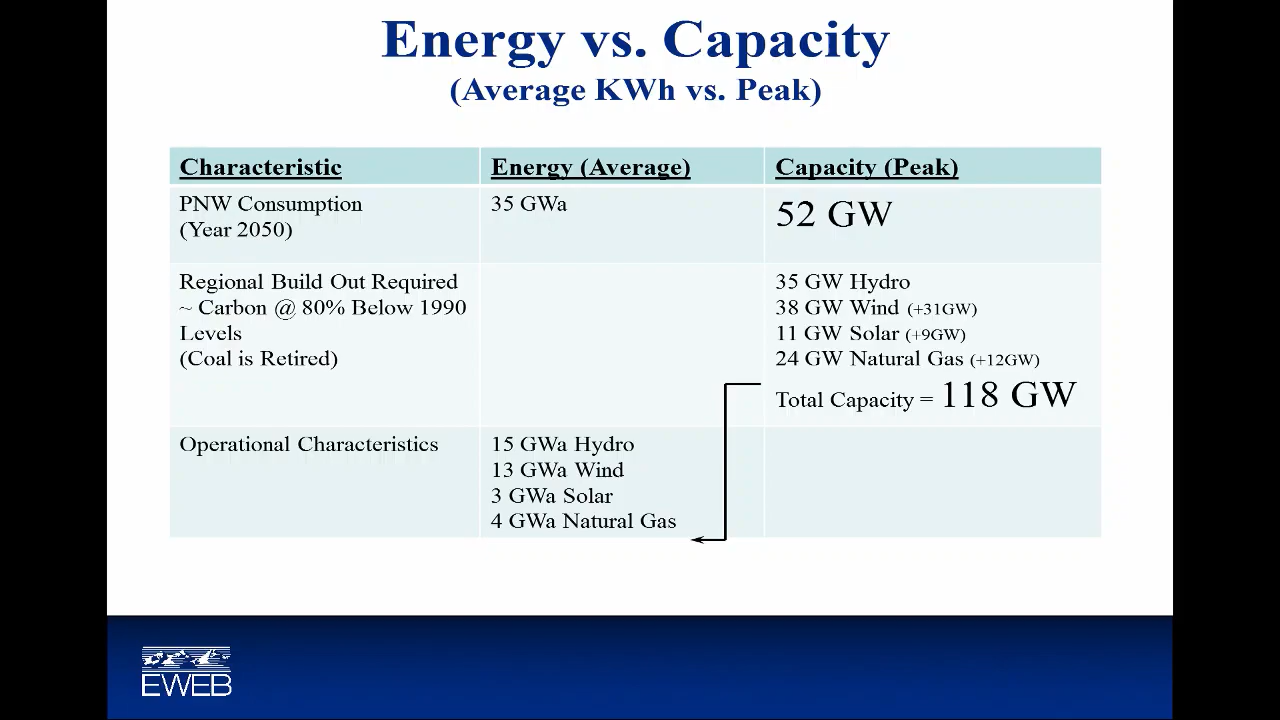 Energy vs. Capacity
(Average KWh vs. Peak)
Characteristic
Energy (Average)
Capacity (Peak)
PNW Consumption
(Year 2050)
35 GWa
52 GW
Regional Build Out Required
~ Carbon @ 80% Below 1990
Levels
(Coal is Retired)
35 GW Hydro
38 GW Wind (+31GW)
11 GW Solar (+9GW)
24 GW Natural Gas (+12GW)
Total Capacity = 118 GW
Operational Characteristics
15 GWa Hydro
13 GWa Wind
3 GWa Solar
4 GWa Natural Gas
EWEB